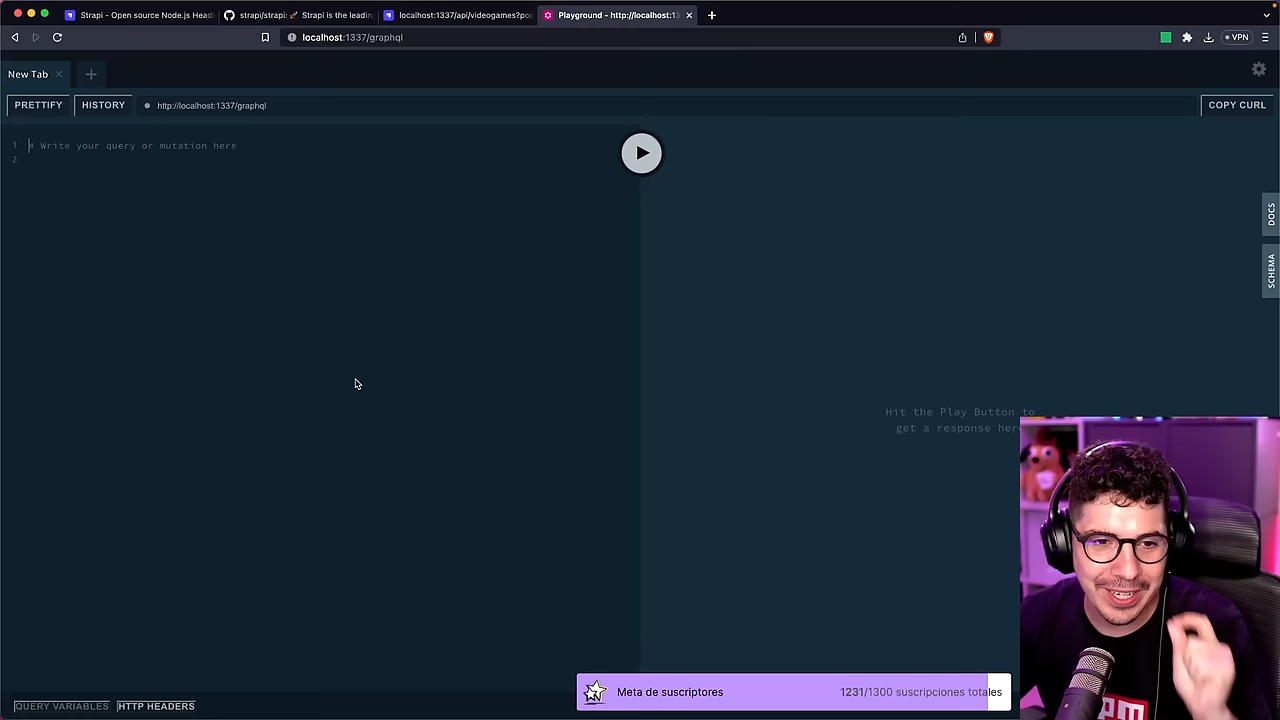 Strapi - Open source Node.js Head
strapi/strapi: 🚀 Strapi is the leading
localhost:1337/api/videogames?pop
Playground - http://localhost:13
localhost:1337/graphql
VPN
New Tab
PRETTIFY
HISTORY
http://localhost:1337/graphql
COPY CURL
1 # Write your query or mutation here
2
DOCS
SCHEMA
Hit the Play Button to
get a response here
Meta de suscriptores
1231/1300 suscripciones totales
QUERY VARIABLES
HTTP HEADERS